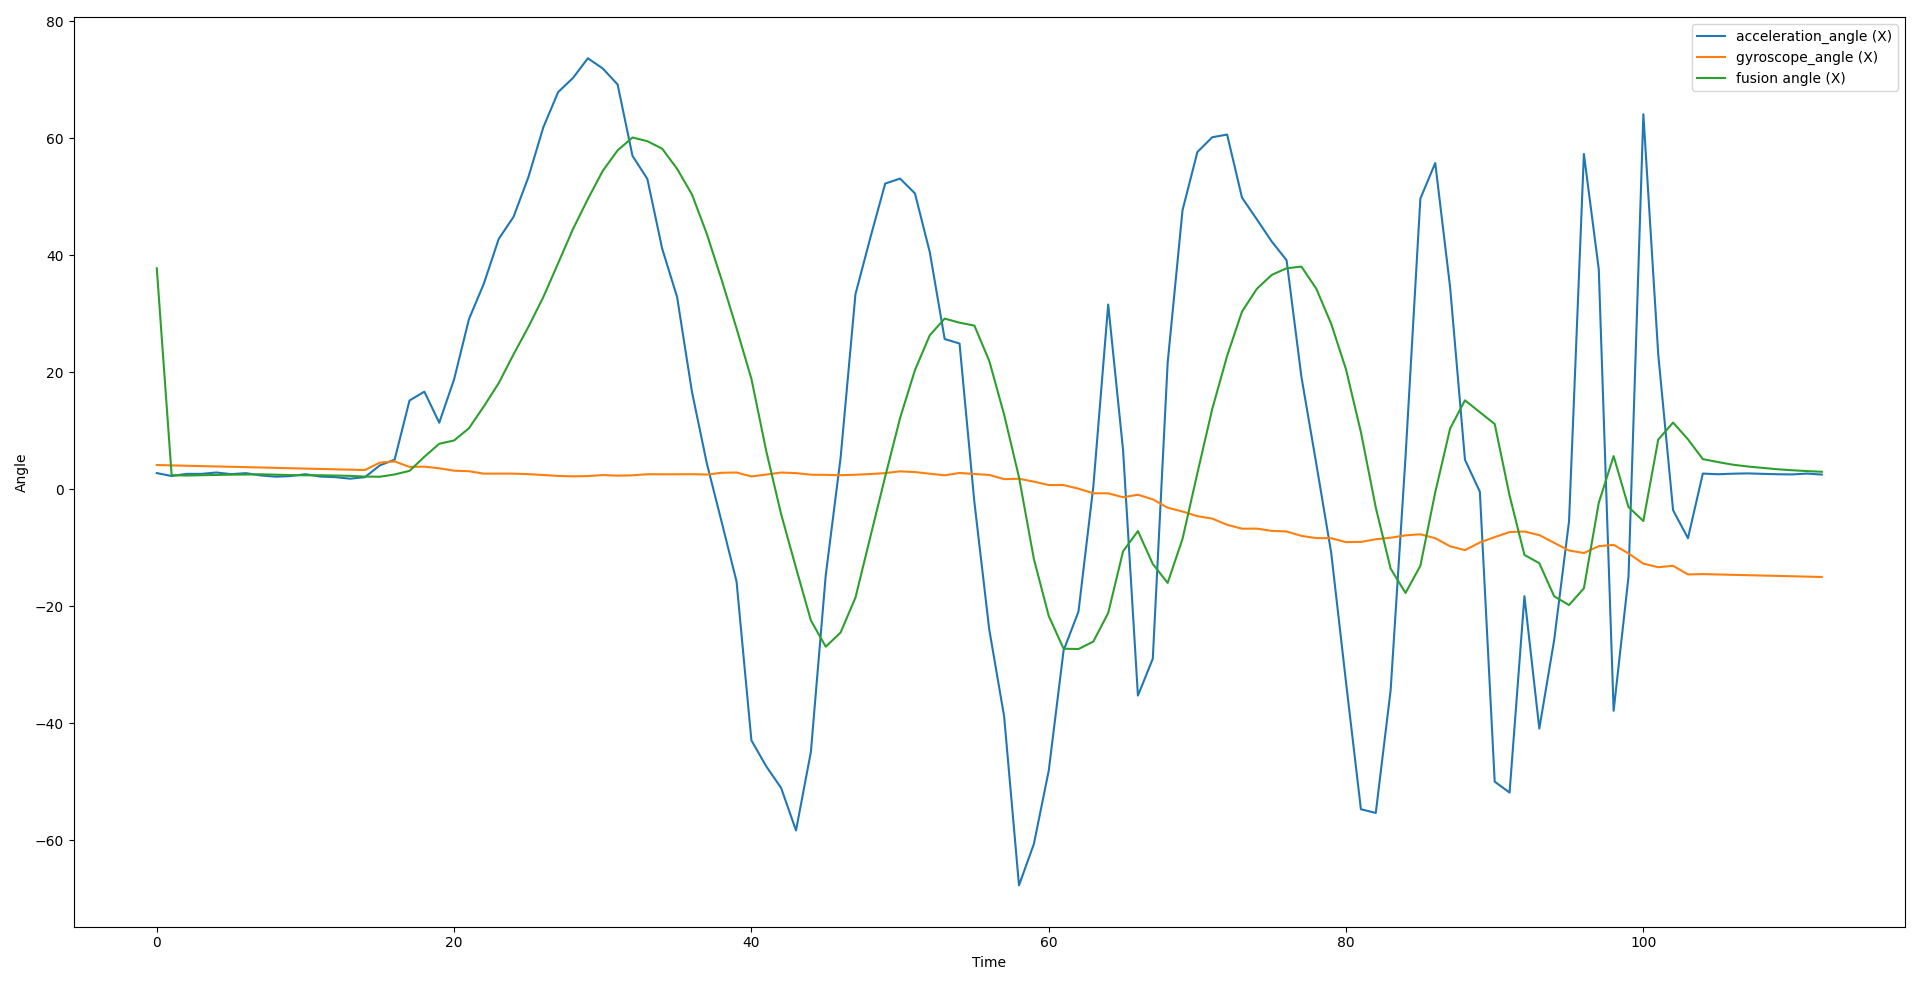 acceleration_angle (X)
gyroscope_angle (X)
fusion angle (X)
80
60
40
20
0
−20
−40
−60
Angle
0 20 40 60 80 100
Time